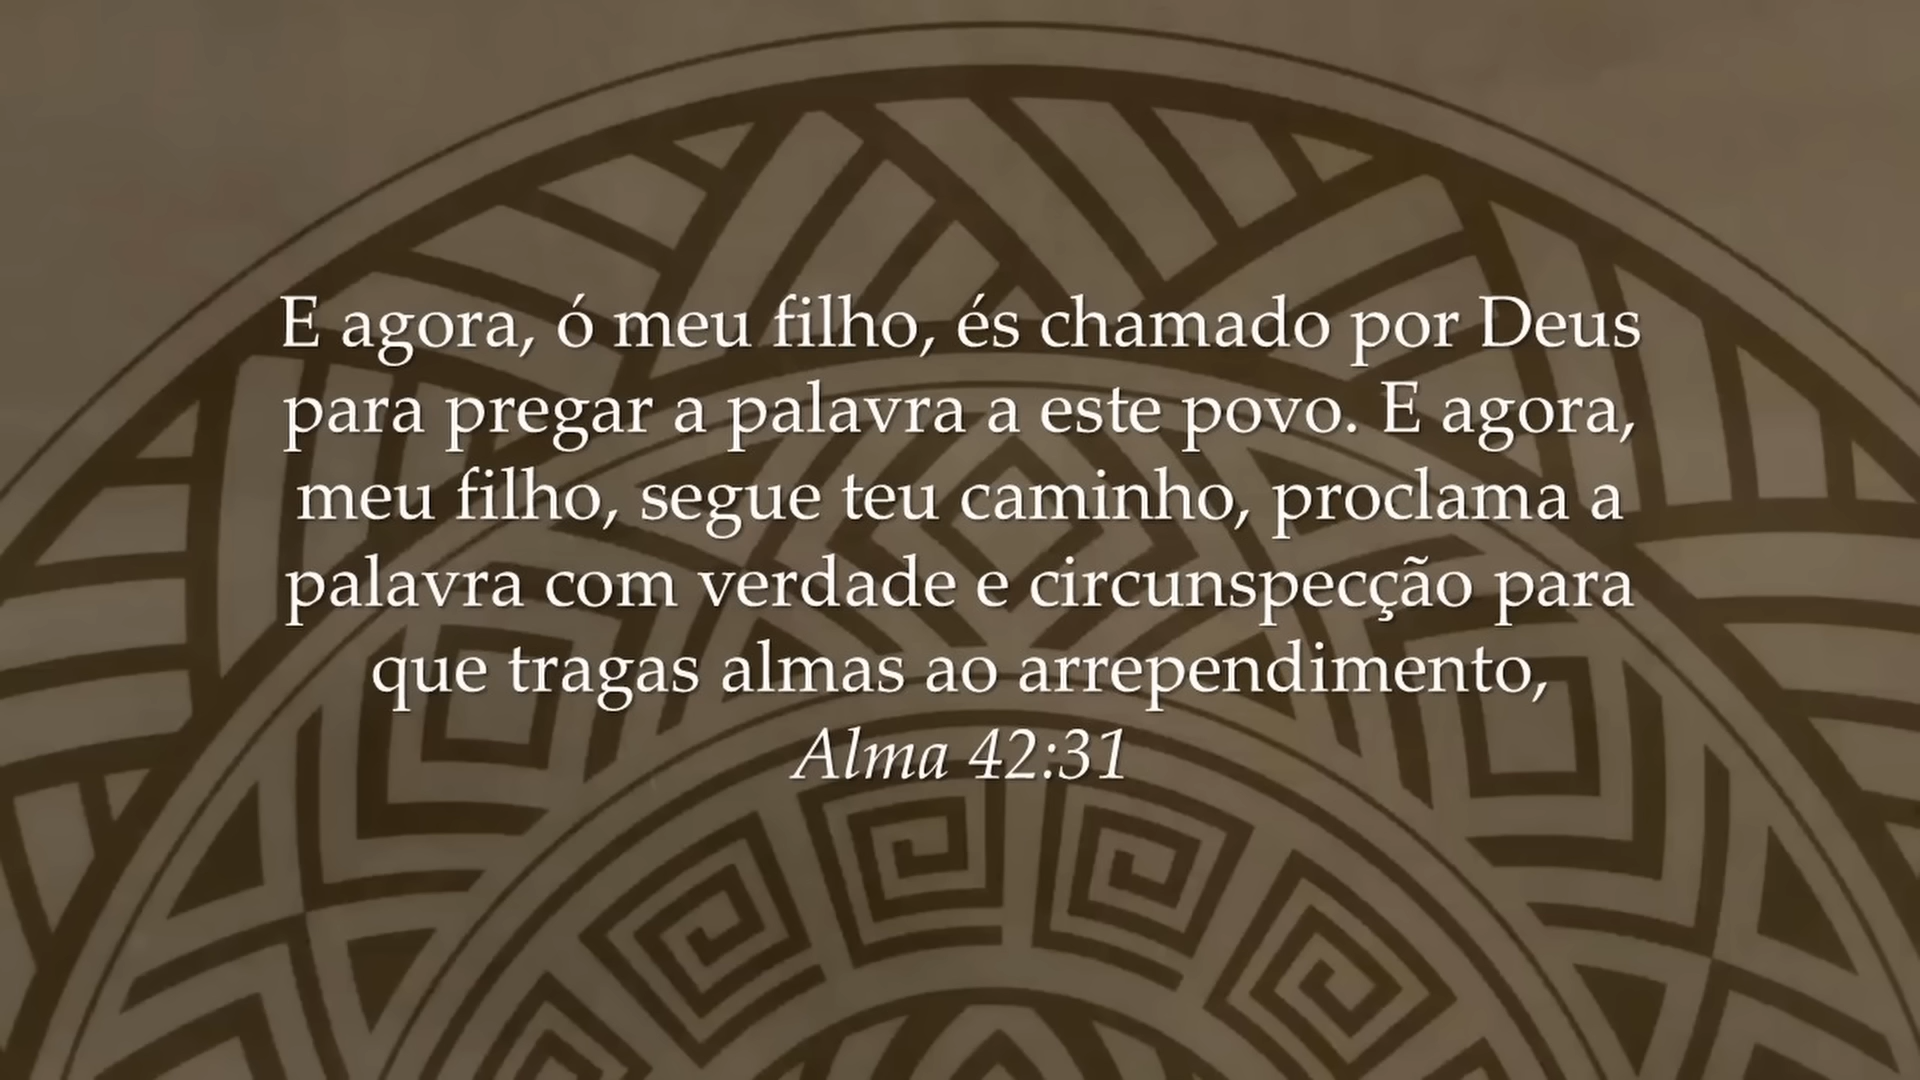 E agora, ó meu filho, és chamado por Deus
para pregar a palavra a este povo. E agora,
meu filho, segue teu caminho, proclama a
palavra com verdade e circunspecção para
que tragas almas ao arrependimento,
Alma 42:31